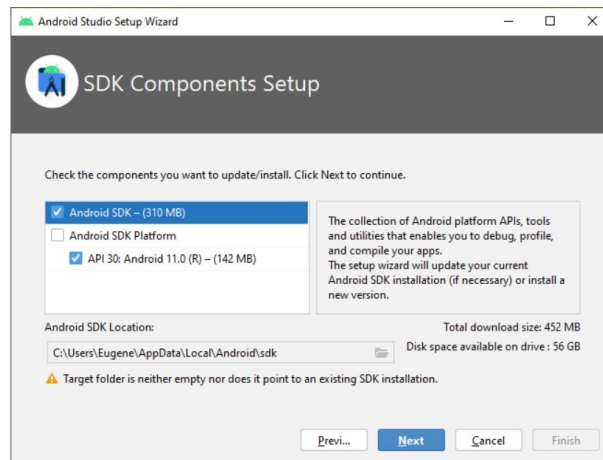 Android Studio Setup Wizard
SDK Components Setup
Check the components you want to update/install. Click Next to continue.
Android SDK – (310 MB)
Android SDK Platform
API 30: Android 11.0 (R) – (142 MB)
The collection of Android platform APIs, tools
and utilities that enables you to debug, profile,
and compile your apps.
The setup wizard will update your current
Android SDK installation (if necessary) or install a
new version.
Android SDK Location:
Total download size: 452 MB
C:\Users\Eugene\AppData\Local\Android\sdk
Disk space available on drive : 56 GB
Target folder is neither empty nor does it point to an existing SDK installation.
Previ...
Next
Cancel
Finish